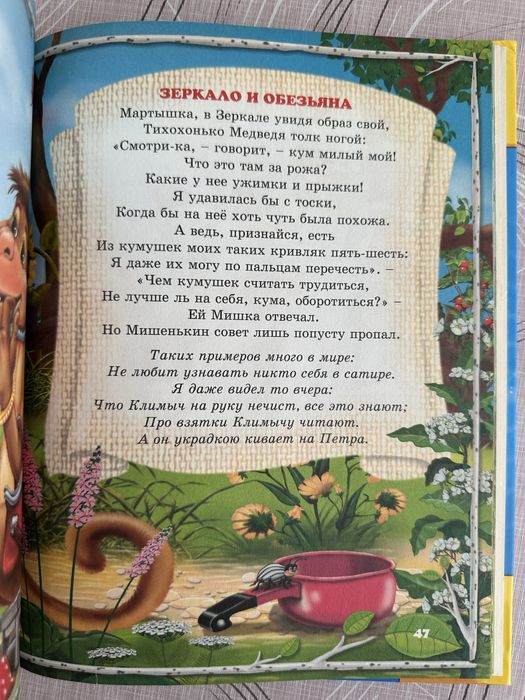 ЗЕРКАЛО И ОБЕЗЬЯНА
Мартышка, в Зеркале увидя образ свой,
Тихохонько Медведя толк ногой:
«Смотри-ка, – говорит, – кум милый мой!
Что это там за рожа?
Какие у нее ужимки и прыжки!
Я удавилась бы с тоски,
Когда бы на неё хоть чуть была похожа.
А ведь, признайся, есть
Из кумушек моих таких кривляк пять-шесть:
Я даже их могу по пальцам перечесть». –
«Чем кумушек считать трудиться,
Не лучше ль на себя, кума, оборотиться?» –
Ей Мишка отвечал.
Но Мишенькин совет лишь попусту пропал.
Таких примеров много в мире:
Не любит узнавать никто себя в сатире.
Я даже видел то вчера:
Что Климыч на руку нечист, все это знают;
Про взятки Климычу читают.
А он украдкою кивает на Петра.
47